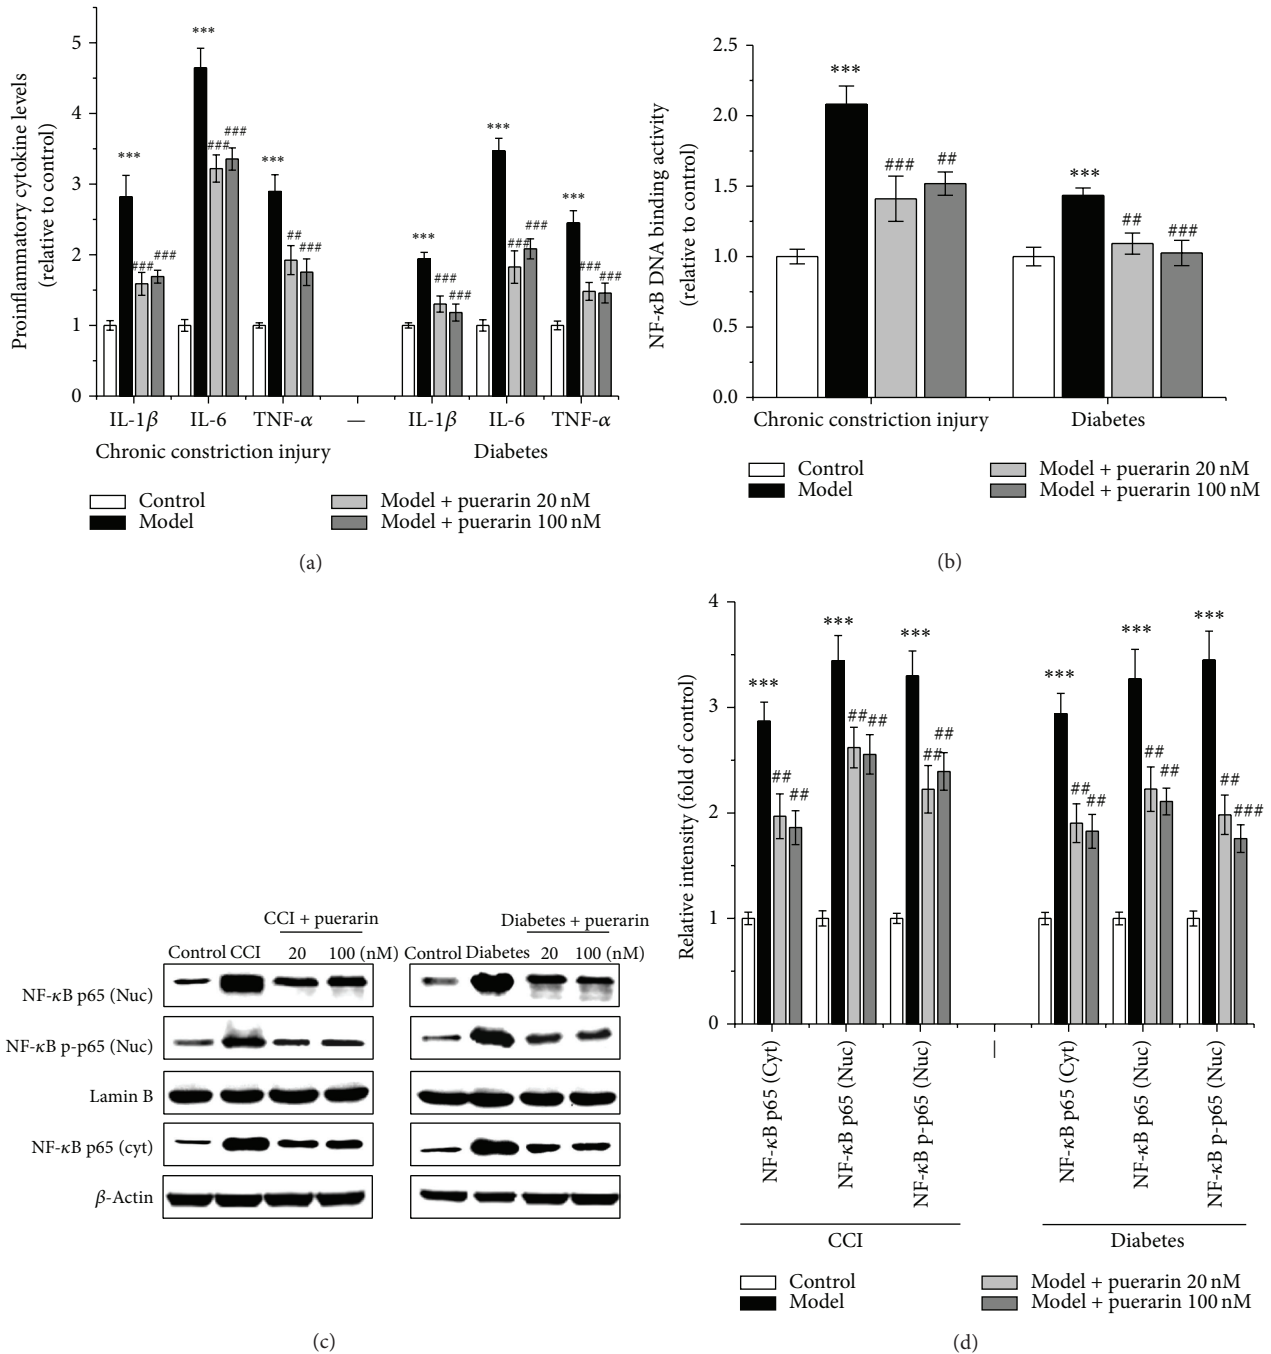 Proinflammatory cytokine levels
(relative to control)
5
4
3
2
1
0
***
***
***
***
***
***
###
###
###
###
##
###
###
###
###
###
###
###
IL-1β IL-6 TNF-α — IL-1β IL-6 TNF-α
Chronic constriction injury Diabetes
Control Model + puerarin 20 nM
Model Model + puerarin 100 nM
(a)
NF-κB DNA binding activity
(relative to control)
2.5
2.0
1.5
1.0
0.5
0.0
***
###
##
***
##
###
Chronic constriction injury Diabetes
Control Model + puerarin 20 nM
Model Model + puerarin 100 nM
(b)
CCI + puerarin
Control CCI 20 100 (nM)
Diabetes + puerarin
Control Diabetes 20 100 (nM)
NF-κB p65 (Nuc)
NF-κB p-p65 (Nuc)
Lamin B
NF-κB p65 (cyt)
β-Actin
(c)
Relative intensity (fold of control)
4
3
2
1
0
***
##
##
***
##
##
***
##
##
***
##
##
***
##
##
***
##
###
NF-κB p65 (Cyt)
NF-κB p65 (Nuc)
NF-κB p-p65 (Nuc)
—
NF-κB p65 (Cyt)
NF-κB p65 (Nuc)
NF-κB p-p65 (Nuc)
CCI Diabetes
Control Model + puerarin 20 nM
Model Model + puerarin 100 nM
(d)